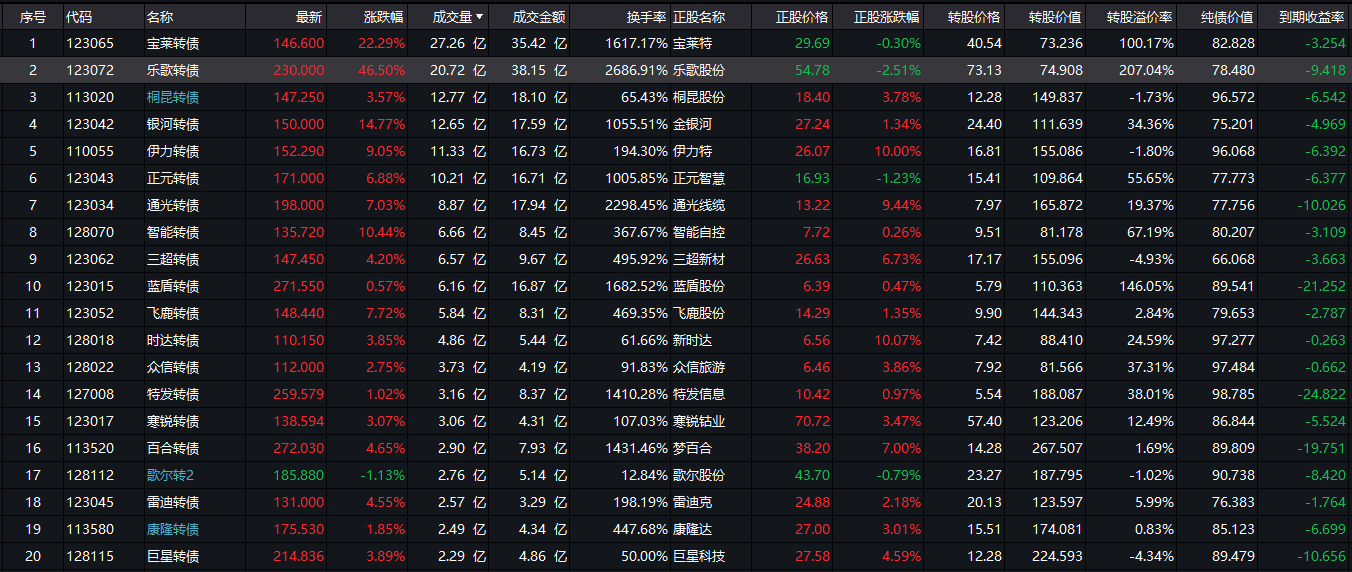 序号 代码 名称 最新 涨跌幅 成交量 成交金额 换手率 正股名称 正股价格 正股涨跌幅 转股价格 转股价值 转股溢价率 纯债价值 到期收益率
1 123065 宝莱转债 146.600 22.29% 27.26 亿 35.42 亿 1617.17% 宝莱特 29.69 -0.30% 40.54 73.236 100.17% 82.828 -3.254
2 123072 乐歌转债 230.000 46.50% 20.72 亿 38.15 亿 2686.91% 乐歌股份 54.78 -2.51% 73.13 74.908 207.04% 78.480 -9.418
3 113020 桐昆转债 147.250 3.57% 12.77 亿 18.10 亿 65.43% 桐昆股份 18.40 3.78% 12.28 149.837 -1.73% 96.572 -6.542
4 123042 银河转债 150.000 14.77% 12.65 亿 17.59 亿 1055.51% 金银河 27.24 1.34% 24.40 111.639 34.36% 75.201 -4.969
5 110055 伊力转债 152.290 9.05% 11.33 亿 16.73 亿 194.30% 伊力特 26.07 10.00% 16.81 155.086 -1.80% 96.068 -6.392
6 123043 正元转债 171.000 6.88% 10.21 亿 16.71 亿 1005.85% 正元智慧 16.93 -1.23% 15.41 109.864 55.65% 77.773 -6.377
7 123034 通光转债 198.000 7.03% 8.87 亿 17.94 亿 2298.45% 通光线缆 13.22 9.44% 7.97 165.872 19.37% 77.756 -10.026
8 128070 智能转债 135.720 10.44% 6.66 亿 8.45 亿 367.67% 智能自控 7.72 0.26% 9.51 81.178 67.19% 80.207 -3.109
9 123062 三超转债 147.450 4.20% 6.57 亿 9.67 亿 495.92% 三超新材 26.63 6.73% 17.17 155.096 -4.93% 66.068 -3.663
10 123015 蓝盾转债 271.550 0.57% 6.16 亿 16.87 亿 1682.52% 蓝盾股份 6.39 0.47% 5.79 110.363 146.05% 89.541 -21.252
11 123052 飞鹿转债 148.440 7.72% 5.84 亿 8.31 亿 469.35% 飞鹿股份 14.29 1.35% 9.90 144.343 2.84% 79.653 -2.787
12 128018 时达转债 110.150 3.85% 4.86 亿 5.44 亿 61.66% 新时达 6.56 10.07% 7.42 88.410 24.59% 97.277 -0.263
13 128022 众信转债 112.000 2.75% 3.73 亿 4.19 亿 91.83% 众信旅游 6.46 3.86% 7.92 81.566 37.31% 97.484 -0.662
14 127008 特发转债 259.579 1.02% 3.16 亿 8.37 亿 1410.28% 特发信息 10.42 0.97% 5.54 188.087 38.01% 98.785 -24.822
15 123017 寒锐转债 138.594 3.07% 3.06 亿 4.31 亿 107.03% 寒锐钴业 70.72 3.47% 57.40 123.206 12.49% 86.844 -5.524
16 113520 百合转债 272.030 4.65% 2.90 亿 7.93 亿 1431.46% 梦百合 38.20 7.00% 14.28 267.507 1.69% 89.809 -19.751
17 128112 歌尔转2 185.880 -1.13% 2.76 亿 5.14 亿 12.84% 歌尔股份 43.70 -0.79% 23.27 187.795 -1.02% 90.738 -8.420
18 123045 雷迪转债 131.000 4.55% 2.57 亿 3.29 亿 198.19% 雷迪克 24.88 2.18% 20.13 123.597 5.99% 76.383 -1.764
19 113580 康隆转债 175.530 1.85% 2.49 亿 4.34 亿 447.68% 康隆达 27.00 3.01% 15.51 174.081 0.83% 85.123 -6.699
20 128115 巨星转债 214.836 3.89% 2.29 亿 4.86 亿 50.00% 巨星科技 27.58 4.59% 12.28 224.593 -4.34% 89.479 -10.656